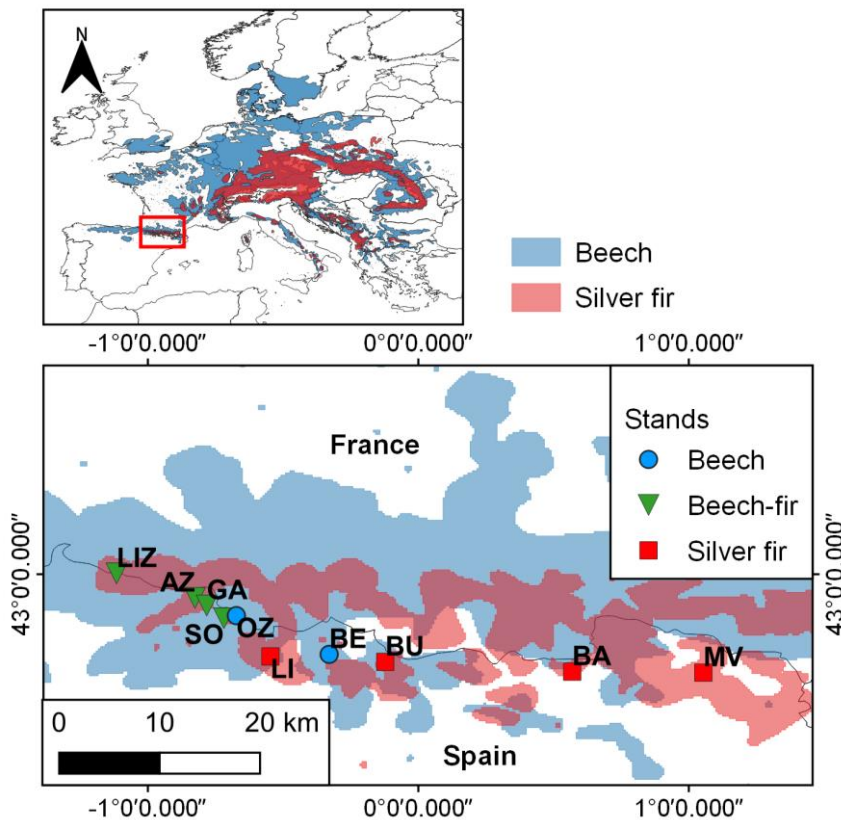 N
Beech
Silver fir
-1°0′0.000″ 0°0′0.000″ 1°0′0.000″
France
Stands
Beech
Beech-fir
Silver fir
43°0′0.000″ 43°0′0.000″
LIZ
AZ GA
SO OZ
LI BE BU BA MV
0 10 20 km
Spain
-1°0′0.000″ 0°0′0.000″ 1°0′0.000″